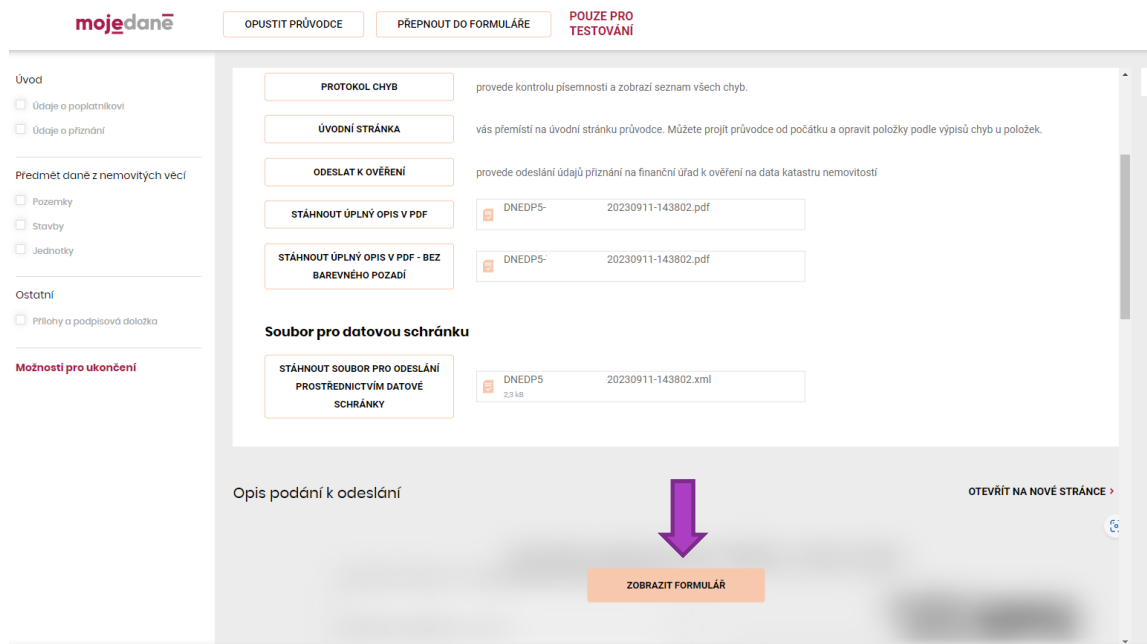 mojedaně
OPUSTIT PRŮVODCE
PŘEPNOUT DO FORMULÁŘE
POUZE PRO
TESTOVÁNÍ
Úvod
Údaje o poplatníkovi
Údaje o přiznání
Předmět daně z nemovitých věcí
Pozemky
Stavby
Jednotky
Ostatní
Přílohy a podpisová doložka
Možnosti pro ukončení
PROTOKOL CHYB
provede kontrolu písemnosti a zobrazí seznam všech chyb.
ÚVODNÍ STRÁNKA
vás přemístí na úvodní stránku průvodce. Můžete projít průvodce od počátku a opravit položky podle výpisů chyb u položek.
ODESLAT K OVĚŘENÍ
provede odeslání údajů přiznání na finanční úřad k ověření na data katastru nemovitostí
STÁHNOUT ÚPLNÝ OPIS V PDF
DNEDP5- 20230911-143802.pdf
STÁHNOUT ÚPLNÝ OPIS V PDF - BEZ
BAREVNÉHO POZADÍ
DNEDP5- 20230911-143802.pdf
Soubor pro datovou schránku
STÁHNOUT SOUBOR PRO ODESLÁNÍ
PROSTŘEDNICTVÍM DATOVÉ
SCHRÁNKY
DNEDP5 20230911-143802.xml
2,3 kB
Opis podání k odeslání
OTEVŘÍT NA NOVÉ STRÁNCE >
ZOBRAZIT FORMULÁŘ